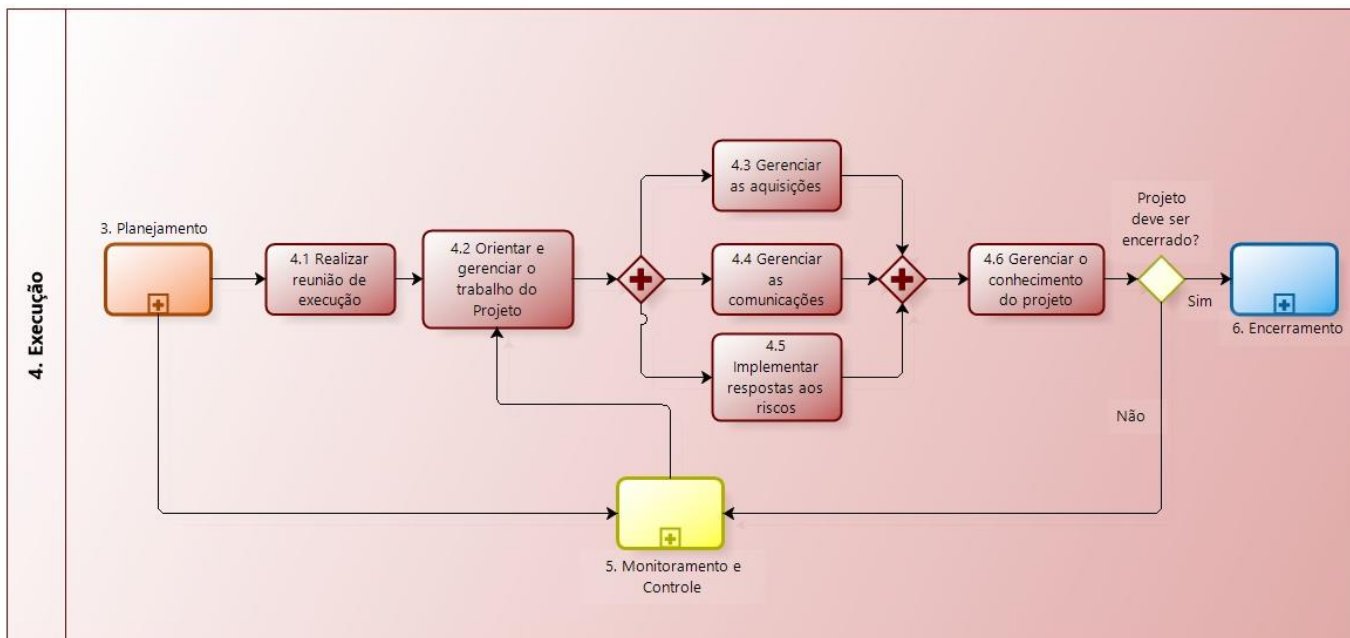 4. Execução
3. Planejamento
4.1 Realizar
reunião de
execução
4.2 Orientar e
gerenciar o
trabalho do
Projeto
4.3 Gerenciar
as aquisições
4.4 Gerenciar
as
comunicações
4.5
Implementar
respostas aos
riscos
4.6 Gerenciar o
conhecimento
do projeto
Projeto
deve ser
encerrado?
Sim
6. Encerramento
Não
5. Monitoramento e
Controle